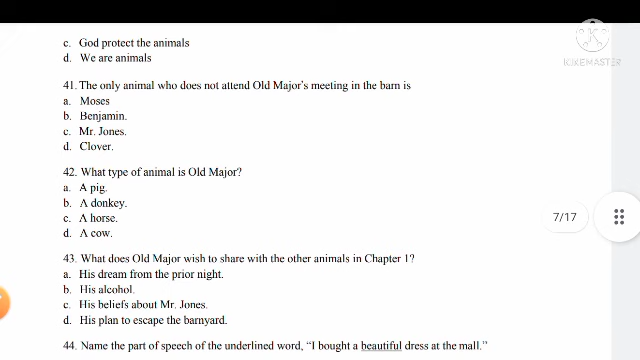 c. God protect the animals
d. We are animals
41. The only animal who does not attend Old Major's meeting in the barn is
a. Moses
b. Benjamin.
c. Mr. Jones.
d. Clover.
42. What type of animal is Old Major?
a. A pig.
b. A donkey.
c. A horse.
d. A cow.
43. What does Old Major wish to share with the other animals in Chapter 1?
a. His dream from the prior night.
b. His alcohol.
c. His beliefs about Mr. Jones.
d. His plan to escape the barnyard.
44. Name the part of speech of the underlined word, "I bought a beautiful dress at the mall."
7/17
KINEMASTER